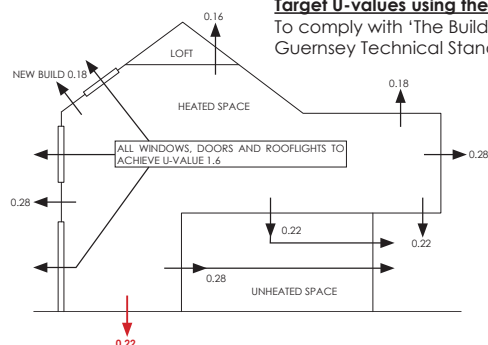 Target U-values using the
To comply with 'The Build
Guernsey Technical Stand
0.16
LOFT
NEW BUILD 0.18
HEATED SPACE
0.18
ALL WINDOWS, DOORS AND ROOFLIGHTS TO
ACHIEVE U-VALUE 1.6
0.28
0.28
0.22
0.22
0.28
UNHEATED SPACE
0.22